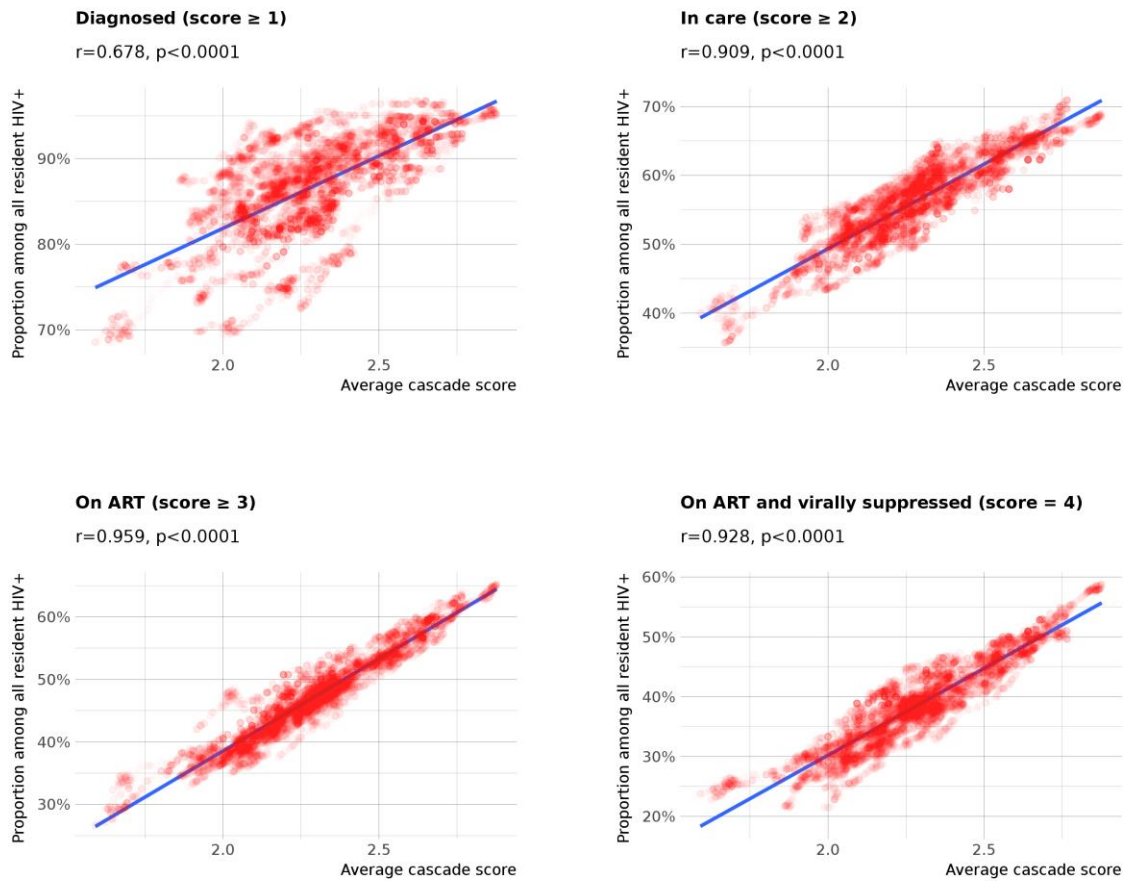 Diagnosed (score ≥ 1)
r=0.678, p<0.0001
Proportion among all resident HIV+
90%
80%
70%
2.0
2.5
Average cascade score
In care (score ≥ 2)
r=0.909, p<0.0001
Proportion among all resident HIV+
70%
60%
50%
40%
2.0
2.5
Average cascade score
On ART (score ≥ 3)
r=0.959, p<0.0001
Proportion among all resident HIV+
60%
50%
40%
30%
2.0
2.5
Average cascade score
On ART and virally suppressed (score = 4)
r=0.928, p<0.0001
Proportion among all resident HIV+
60%
50%
40%
30%
20%
2.0
2.5
Average cascade score